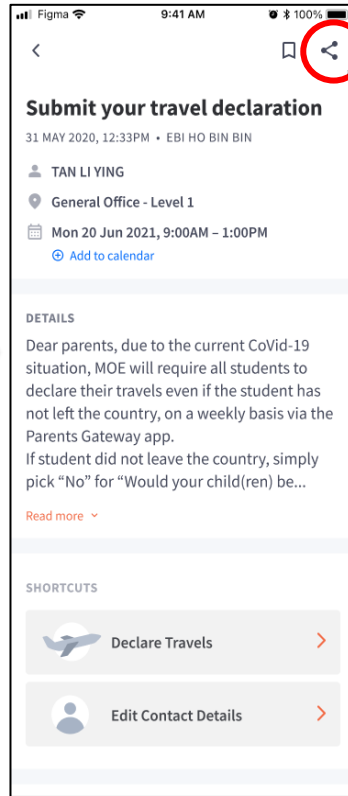 Figma 9:41 AM 100%
Submit your travel declaration
31 MAY 2020, 12:33PM • EBI HO BIN BIN
TAN LI YING
General Office - Level 1
Mon 20 Jun 2021, 9:00AM – 1:00PM
Add to calendar
DETAILS
Dear parents, due to the current CoVid-19
situation, MOE will require all students to
declare their travels even if the student has
not left the country, on a weekly basis via the
Parents Gateway app.
If student did not leave the country, simply
pick “No” for “Would your child(ren) be...
Read more
SHORTCUTS
Declare Travels
Edit Contact Details